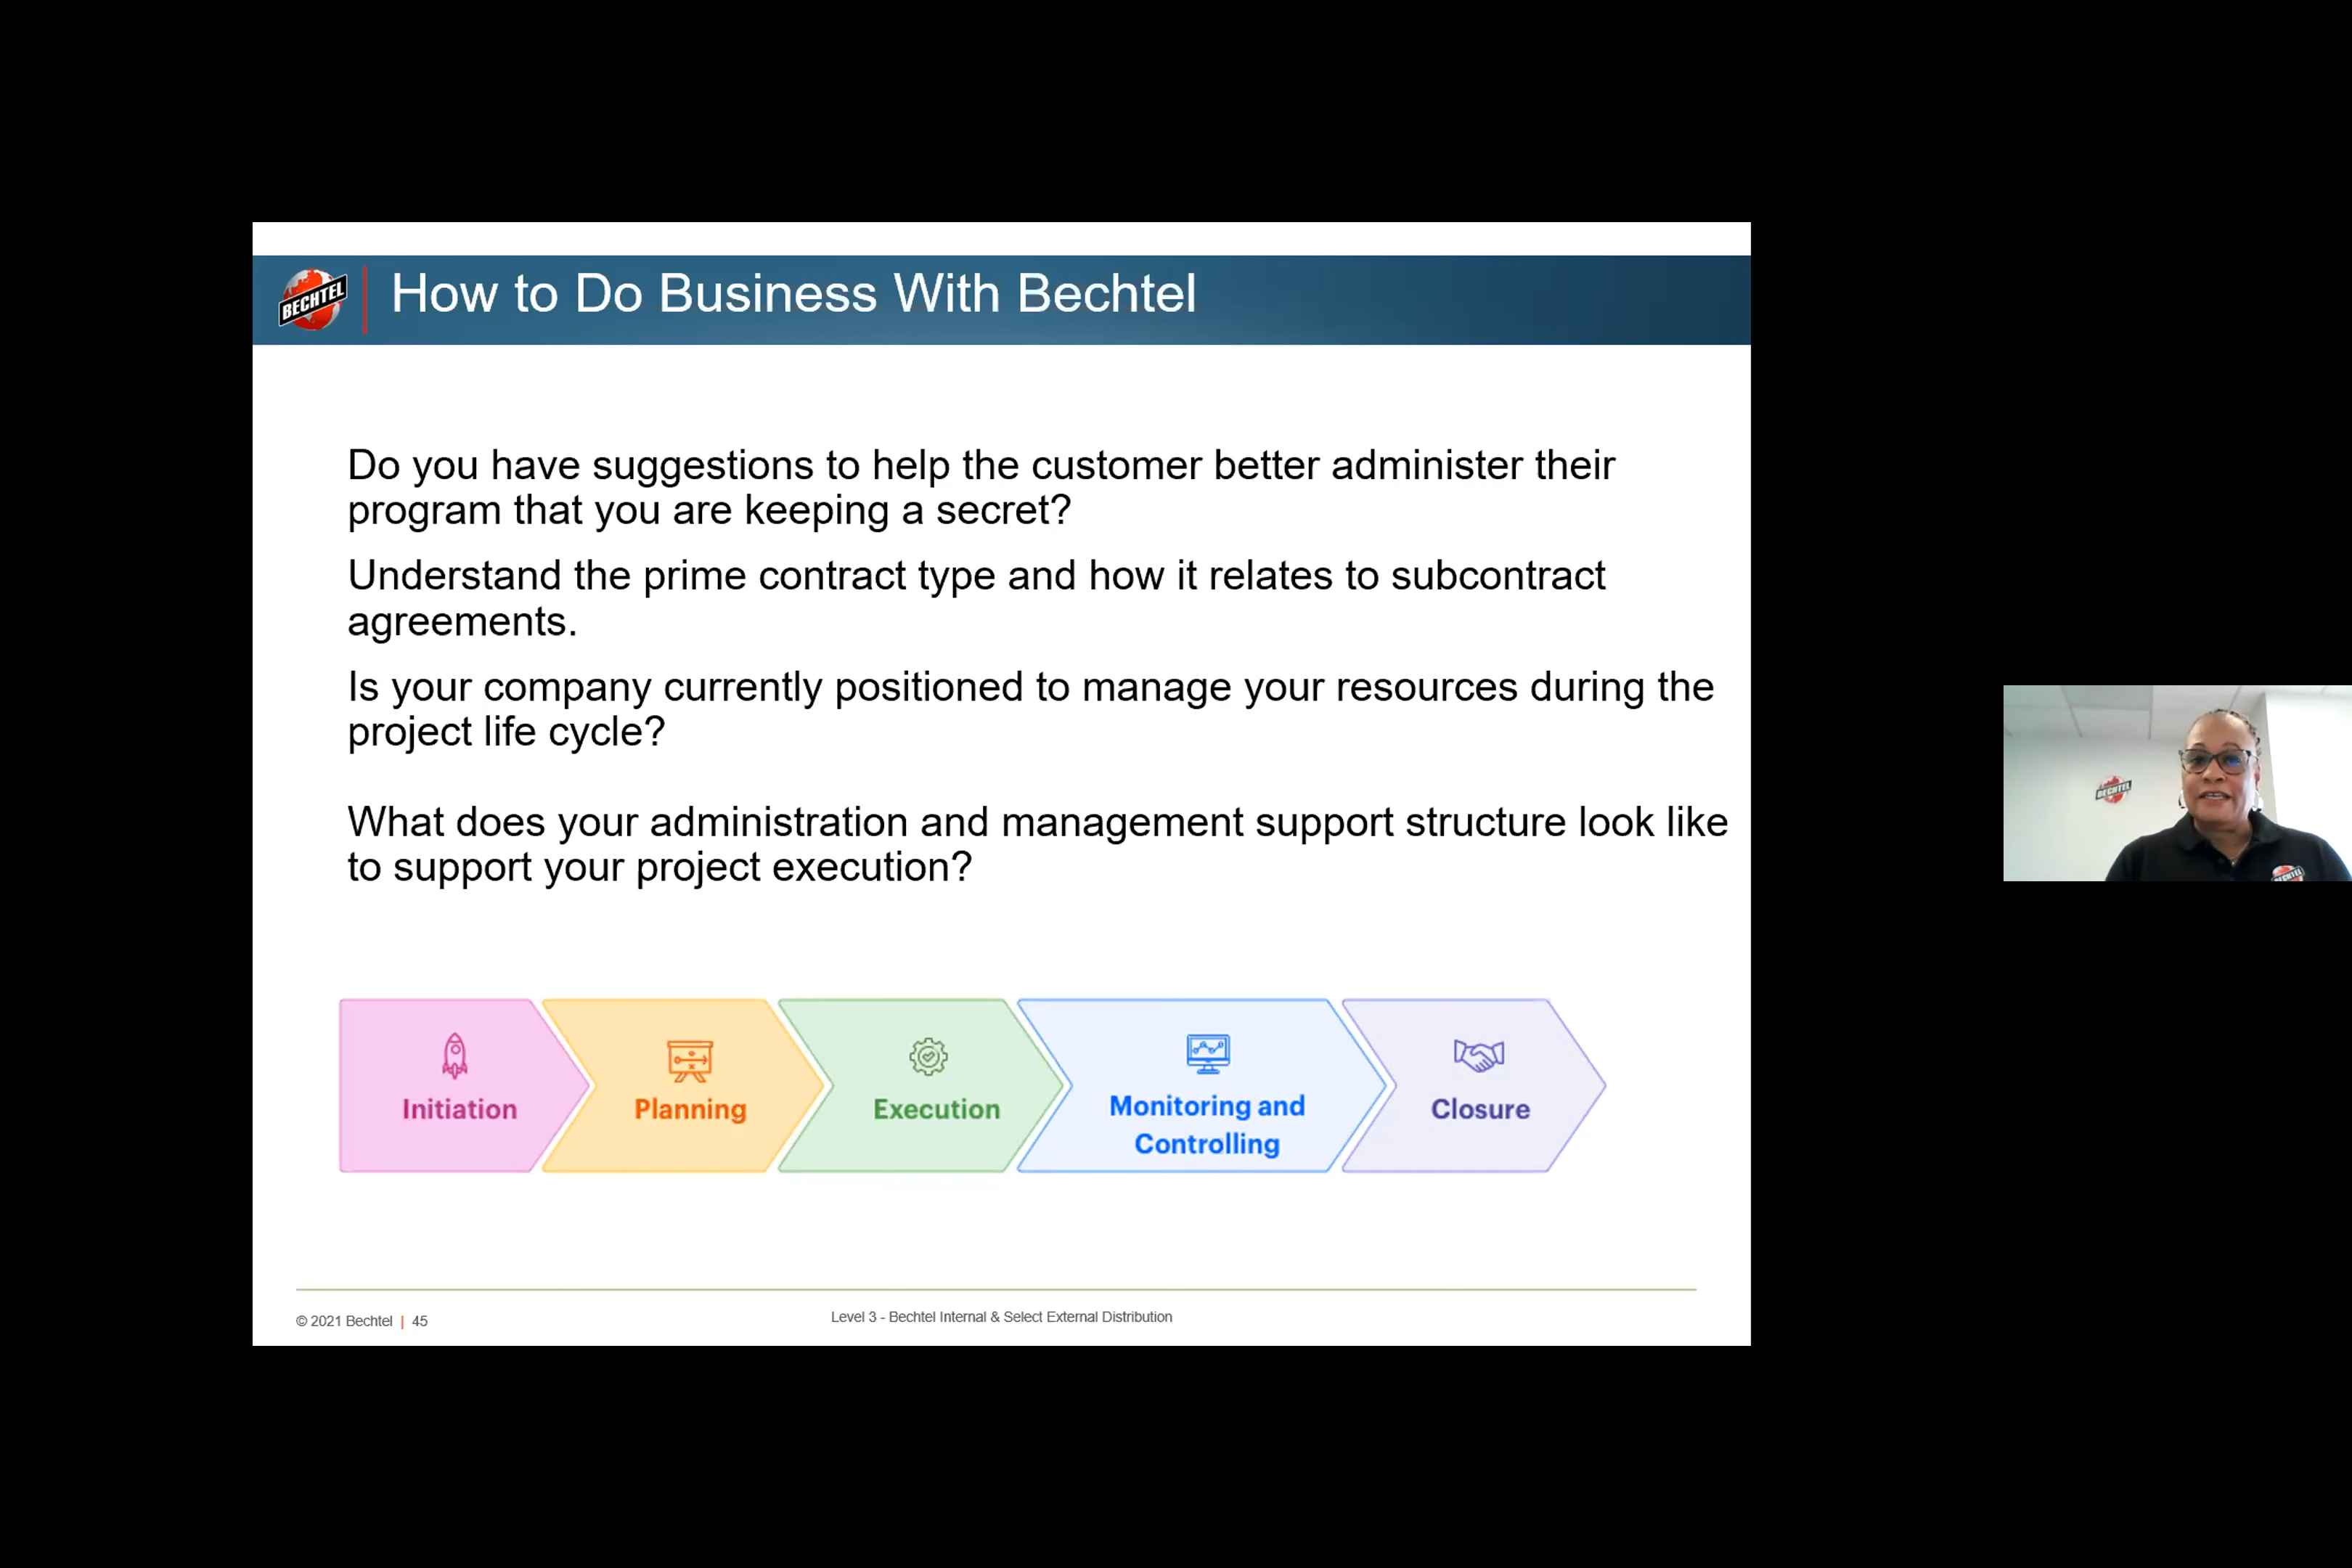 BECHTEL
How to Do Business With Bechtel
Do you have suggestions to help the customer better administer their
program that you are keeping a secret?
Understand the prime contract type and how it relates to subcontract
agreements.
Is your company currently positioned to manage your resources during the
project life cycle?
What does your administration and management support structure look like
to support your project execution?
Initiation
Planning
Execution
Monitoring and
Controlling
Closure
© 2021 Bechtel | 45
Level 3 - Bechtel Internal & Select External Distribution
BECHTEL
BECHTEL